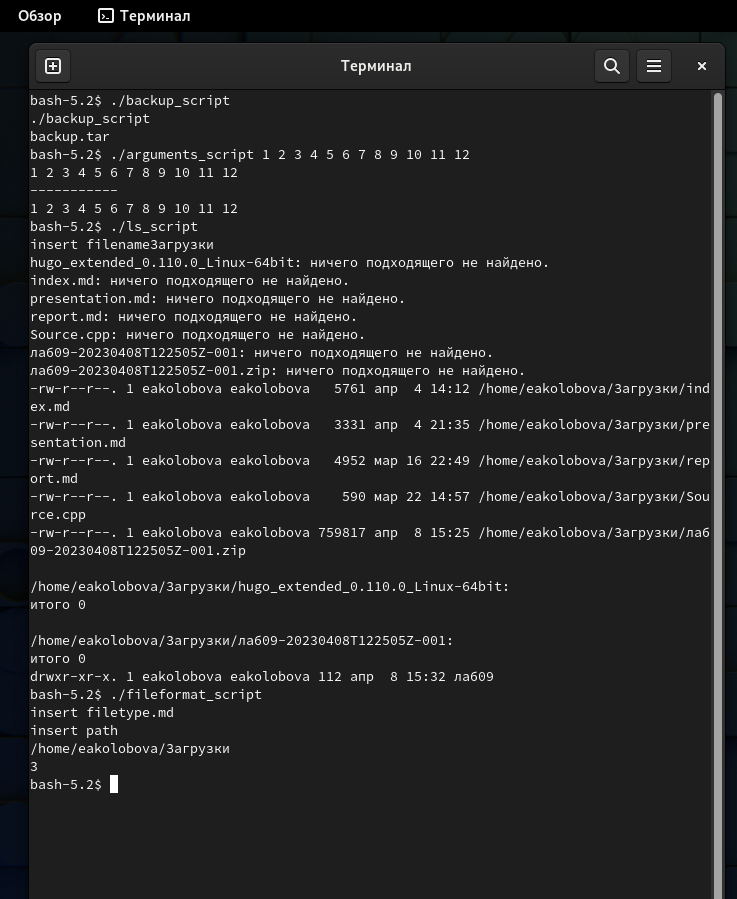 Обзор Терминал
Терминал
bash-5.2$ ./backup_script
./backup_script
backup.tar
bash-5.2$ ./arguments_script 1 2 3 4 5 6 7 8 9 10 11 12
1 2 3 4 5 6 7 8 9 10 11 12
-----------
1 2 3 4 5 6 7 8 9 10 11 12
bash-5.2$ ./ls_script
insert filenameЗагрузки
hugo_extended_0.110.0_Linux-64bit: ничего подходящего не найдено.
index.md: ничего подходящего не найдено.
presentation.md: ничего подходящего не найдено.
report.md: ничего подходящего не найдено.
Source.cpp: ничего подходящего не найдено.
ла609-20230408T122505Z-001: ничего подходящего не найдено.
ла609-20230408T122505Z-001.zip: ничего подходящего не найдено.
-rw-r--r--. 1 eakolobova eakolobova   5761 апр  4 14:12 /home/eakolobova/Загрузки/ind
ex.md
-rw-r--r--. 1 eakolobova eakolobova   3331 апр  4 21:35 /home/eakolobova/Загрузки/pre
sentation.md
-rw-r--r--. 1 eakolobova eakolobova   4952 мар 16 22:49 /home/eakolobova/Загрузки/rep
ort.md
-rw-r--r--. 1 eakolobova eakolobova    590 мар 22 14:57 /home/eakolobova/Загрузки/Sou
rce.cpp
-rw-r--r--. 1 eakolobova eakolobova 759817 апр  8 15:25 /home/eakolobova/Загрузки/ла6
09-20230408T122505Z-001.zip
/home/eakolobova/Загрузки/hugo_extended_0.110.0_Linux-64bit:
итого 0
/home/eakolobova/Загрузки/ла609-20230408T122505Z-001:
итого 0
drwxr-xr-x. 1 eakolobova eakolobova 112 апр  8 15:32 ла609
bash-5.2$ ./fileformat_script
insert filetype.md
insert path
/home/eakolobova/Загрузки
3
bash-5.2$